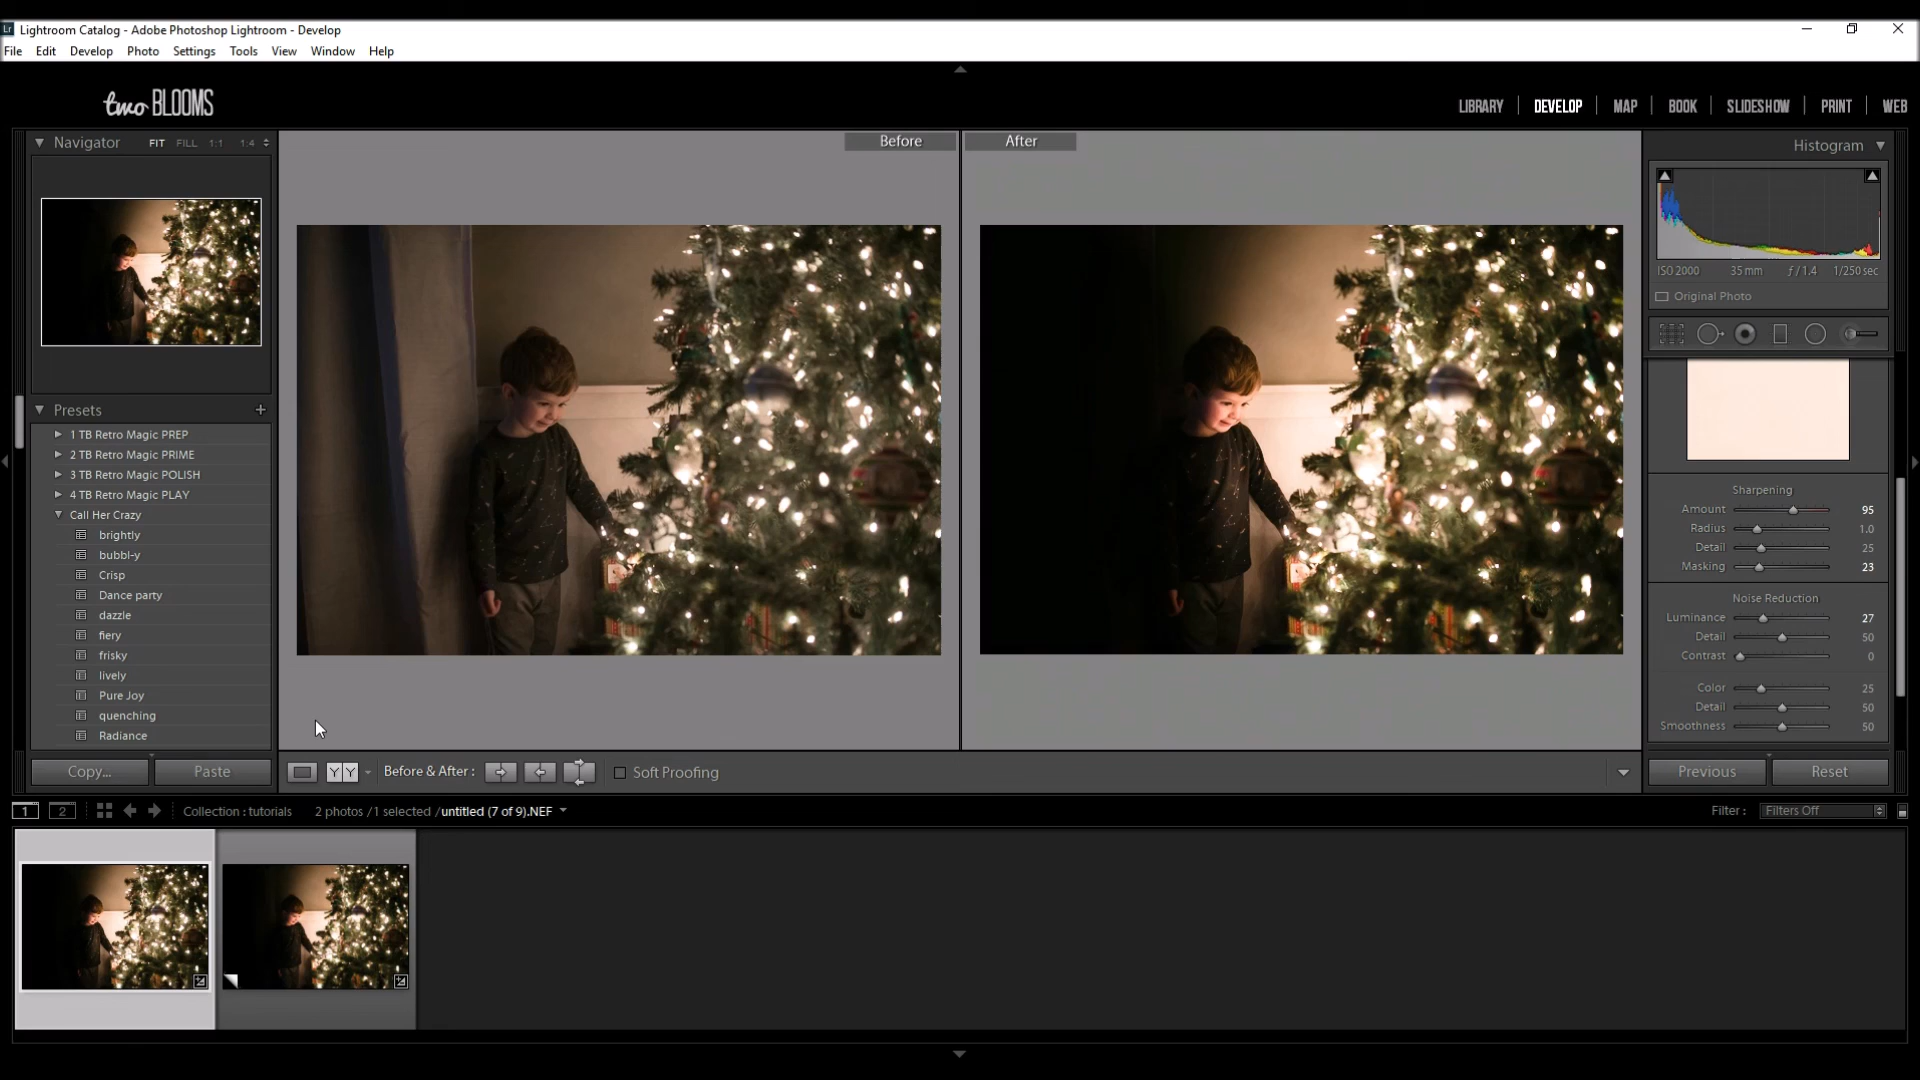 Lightroom Catalog - Adobe Photoshop Lightroom - Develop
File Edit Develop Photo Settings Tools View Window Help
two BLOOMS
LIBRARY DEVELOP MAP BOOK SLIDESHOW PRINT WEB
Navigator FIT FILL 1:1 1:4
Before
After
Histogram
ISO 2000 35 mm ƒ / 1.4 1/250 sec
Original Photo
Presets +
1 TB Retro Magic PREP
2 TB Retro Magic PRIME
3 TB Retro Magic POLISH
4 TB Retro Magic PLAY
Call Her Crazy
brightly
bubbl-y
Crisp
Dance party
dazzle
fiery
frisky
lively
Pure Joy
quenching
Radiance
Sharpening
Amount 95
Radius 1.0
Detail 25
Masking 23
Noise Reduction
Luminance 27
Detail 50
Contrast 0
Color 25
Detail 50
Smoothness 50
Copy... Paste
YY Before & After : Soft Proofing
Previous Reset
1 2 Collection : tutorials 2 photos / 1 selected / untitled (7 of 9).NEF
Filter : Filters Off